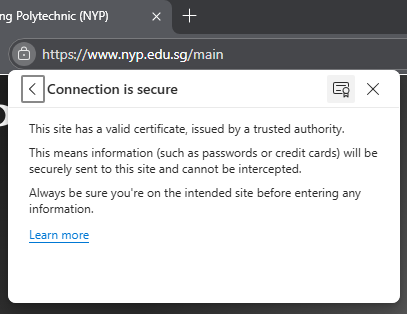 ng Polytechnic (NYP)
https://www.nyp.edu.sg/main
Connection is secure
This site has a valid certificate, issued by a trusted authority.
This means information (such as passwords or credit cards) will be
securely sent to this site and cannot be intercepted.
Always be sure you're on the intended site before entering any
information.
Learn more